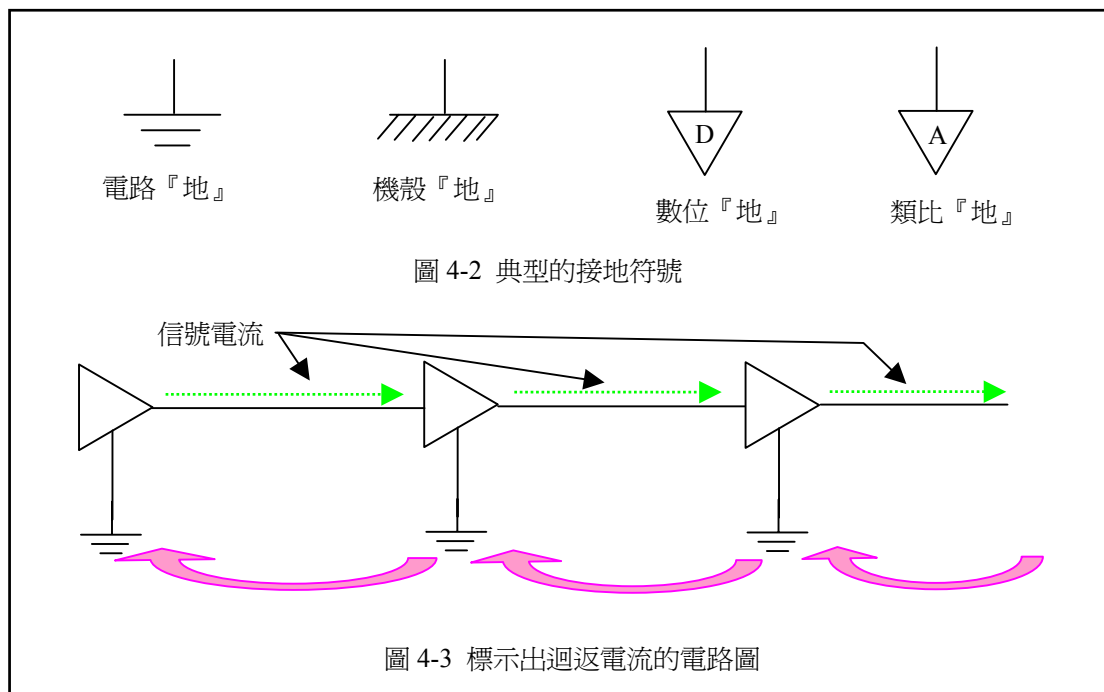 D
A
電路『地』
機殼『地』
數位『地』
類比『地』
圖 4-2 典型的接地符號
信號電流
圖 4-3 標示出迴返電流的電路圖